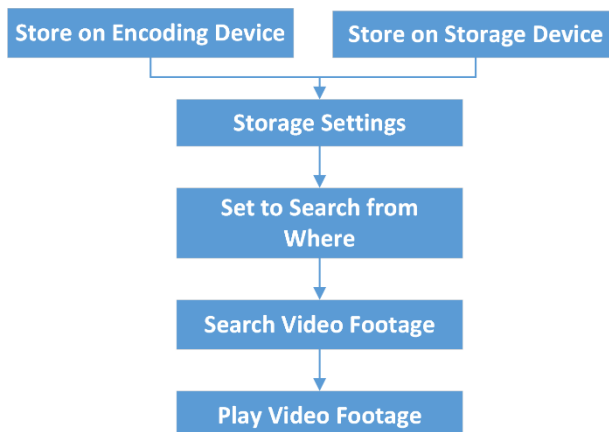 Store on Encoding Device
Store on Storage Device
Storage Settings
Set to Search from
Where
Search Video Footage
Play Video Footage